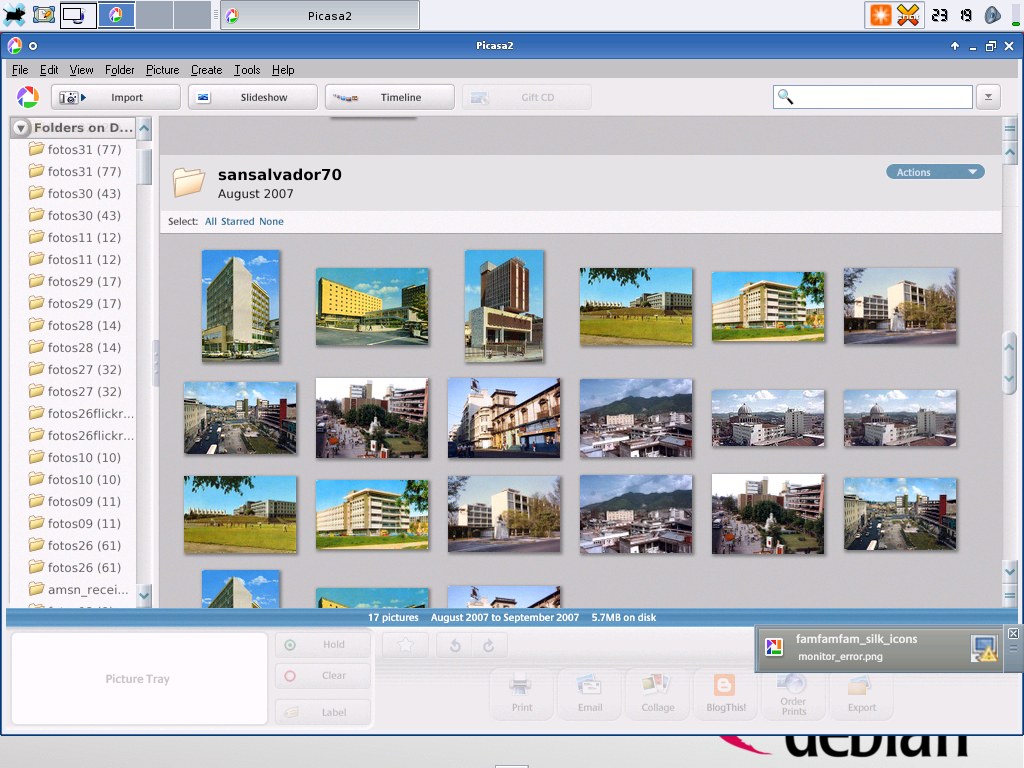 Picasa2
23 19
Picasa2
File Edit View Folder Picture Create Tools Help
Import Slideshow Timeline Gift CD
Folders on D...
fotos31 (77)
fotos31 (77)
fotos30 (43)
fotos30 (43)
fotos11 (12)
fotos11 (12)
fotos29 (17)
fotos29 (17)
fotos28 (14)
fotos28 (14)
fotos27 (32)
fotos27 (32)
fotos26flickr...
fotos26flickr...
fotos10 (10)
fotos10 (10)
fotos09 (11)
fotos09 (11)
fotos26 (61)
fotos26 (61)
amsn_recei...
sansalvador70
August 2007
Actions
Select: All Starred None
17 pictures August 2007 to September 2007 5.7MB on disk
Picture Tray
Hold
Clear
Label
Print Email Collage BlogThis! Order Prints Export
famfamfam_silk_icons
monitor_error.png
debian